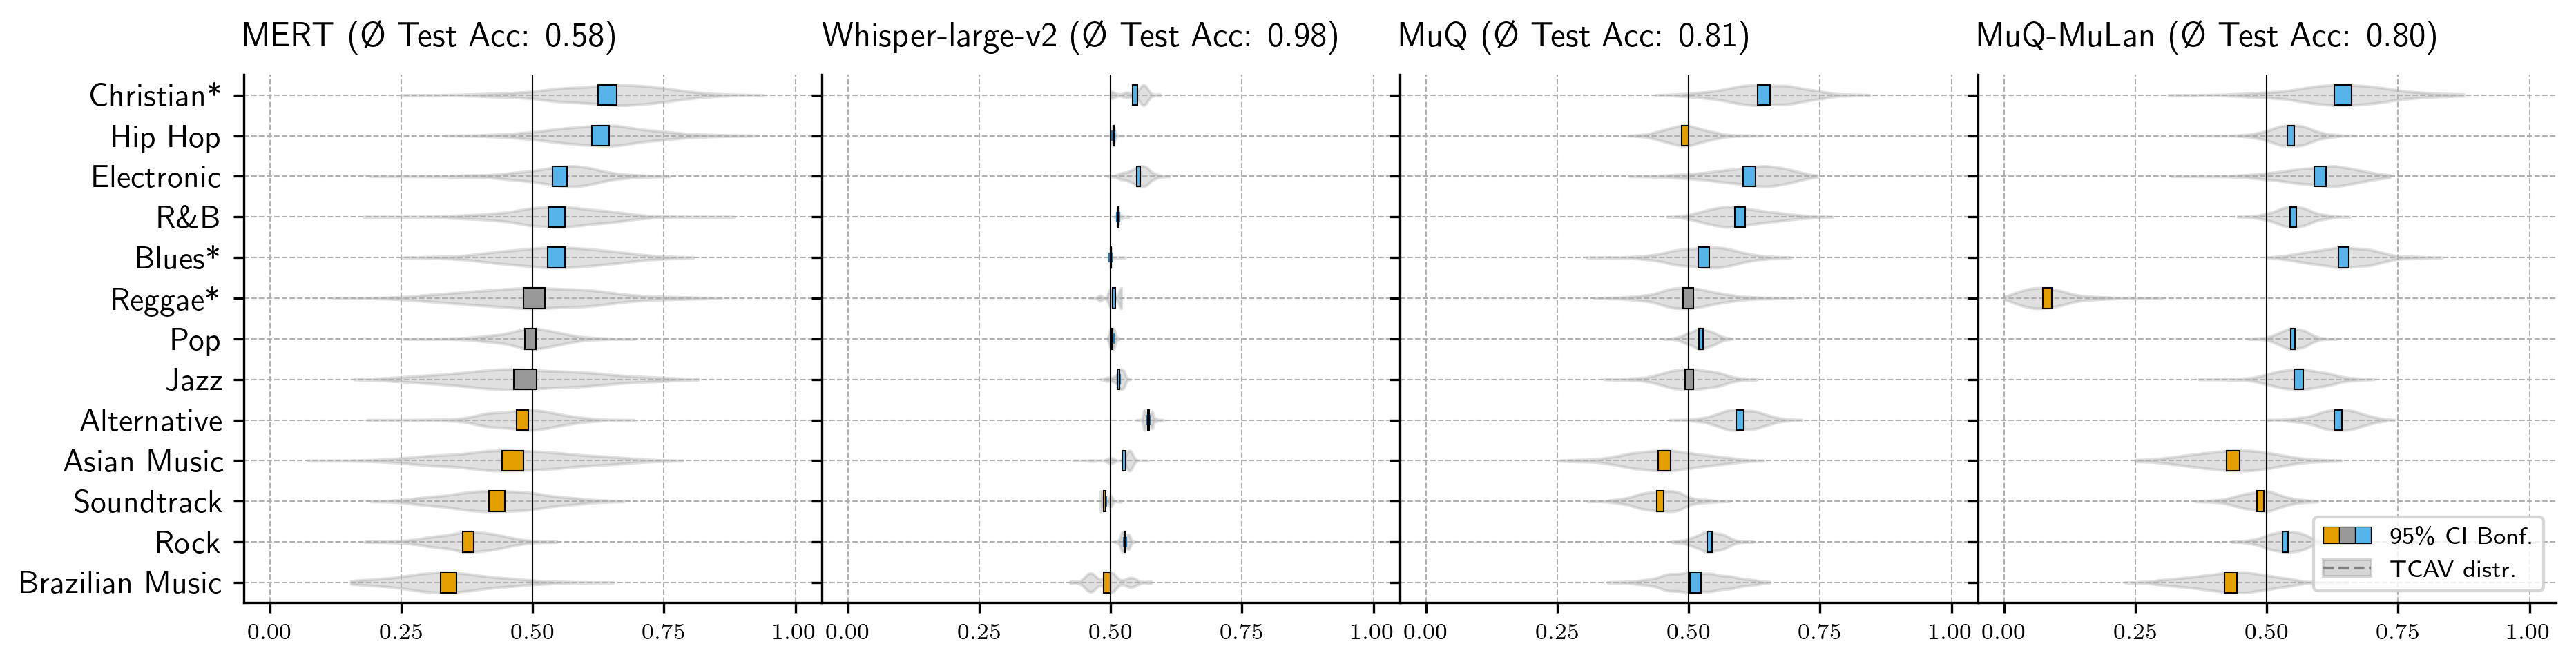 MERT (Ø Test Acc: 0.58)
Whisper-large-v2 (Ø Test Acc: 0.98)
MuQ (Ø Test Acc: 0.81)
MuQ-MuLan (Ø Test Acc: 0.80)
Christian*
Hip Hop
Electronic
R&B
Blues*
Reggae*
Pop
Jazz
Alternative
Asian Music
Soundtrack
Rock
Brazilian Music
95% CI Bonf.
TCAV distr.
0.00 0.25 0.50 0.75 1.00
0.00 0.25 0.50 0.75 1.00
0.00 0.25 0.50 0.75 1.00
0.00 0.25 0.50 0.75 1.00